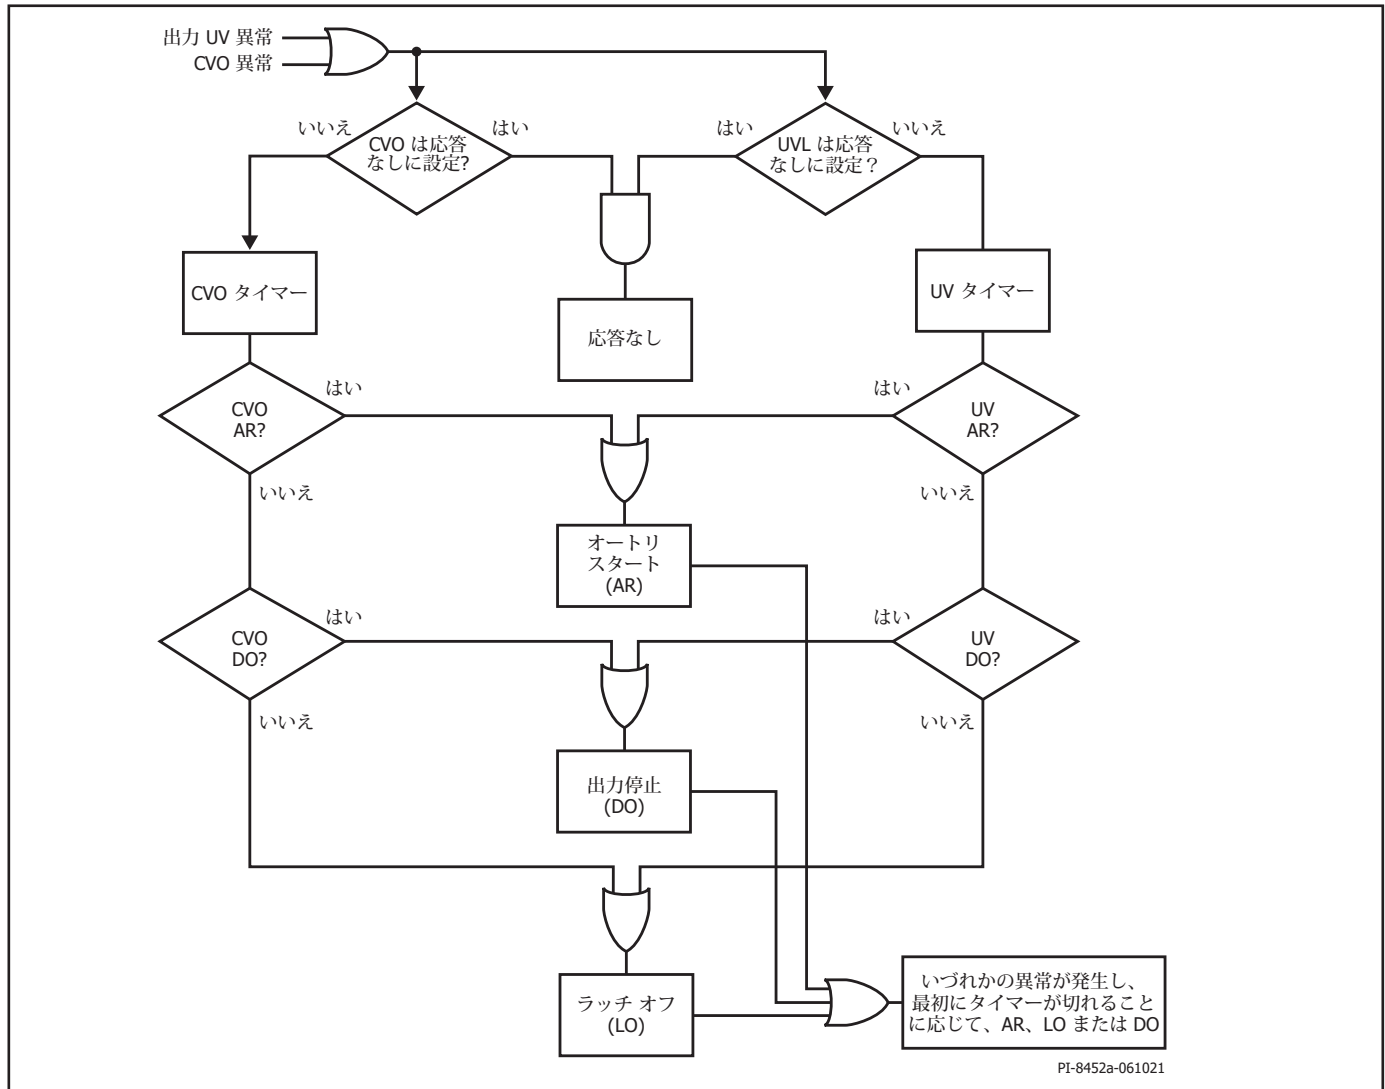 出力 UV 異常
CVO 異常
いいえ
CVO は応答
なしに設定?
はい
はい
UVL は応答
なしに設定？
いいえ
CVO タイマー
応答なし
UV タイマー
CVO
AR?
はい
はい
UV
AR?
いいえ
いいえ
オートリ
スタート
(AR)
CVO
DO?
はい
はい
UV
DO?
いいえ
いいえ
出力停止
(DO)
ラッチ オフ
(LO)
いづれかの異常が発生し、
最初にタイマーが切れること
に応じて、AR、LO または DO
PI-8452a-061021